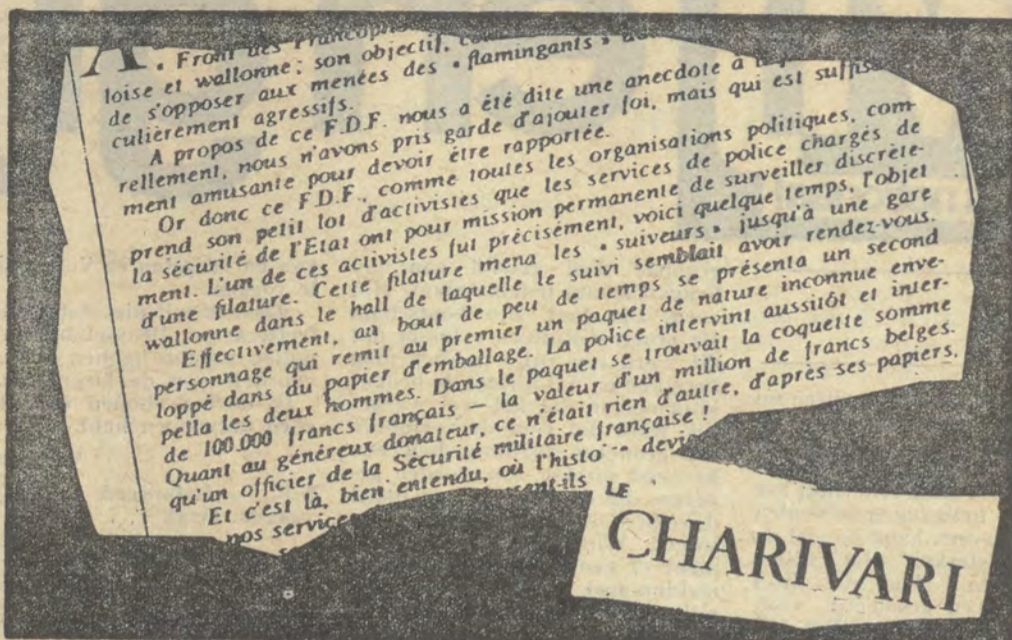 A
. Front des Francophones
loise et wallonne; son objectif,
de s'opposer aux menées des « flamingants »
culièrement agressifs.
A propos de ce F.D.F. nous a été dite une anecdote à
rellement, nous n'avons pris garde d'ajouter foi, mais qui est
ment amusante pour devoir être rapportée.
Or donc ce F.D.F., comme toutes les organisations politiques, com-
prend son petit lot d'activistes que les services de police chargés de
la sécurité de l'Etat ont pour mission permanente de surveiller discrète-
ment. L'un de ces activistes fut précisément, voici quelque temps, l'objet
d'une filature. Cette filature mena les « suiveurs » jusqu'à une gare
wallonne dans le hall de laquelle le suivi semblait avoir rendez-vous.
Effectivement, au bout de peu de temps se présenta un second
personnage qui remit au premier un paquet de nature inconnue enve-
loppé dans du papier d'emballage. La police intervint aussitôt et inter-
pella les deux hommes. Dans le paquet se trouvait la coquette somme
de 100.000 francs français — la valeur d'un million de francs belges.
Quant au généreux donateur, ce n'était rien d'autre, d'après ses papiers,
qu'un officier de la Sécurité militaire française !
Et c'est là, bien entendu, où l'histo
nos services
LE
CHARIVARI